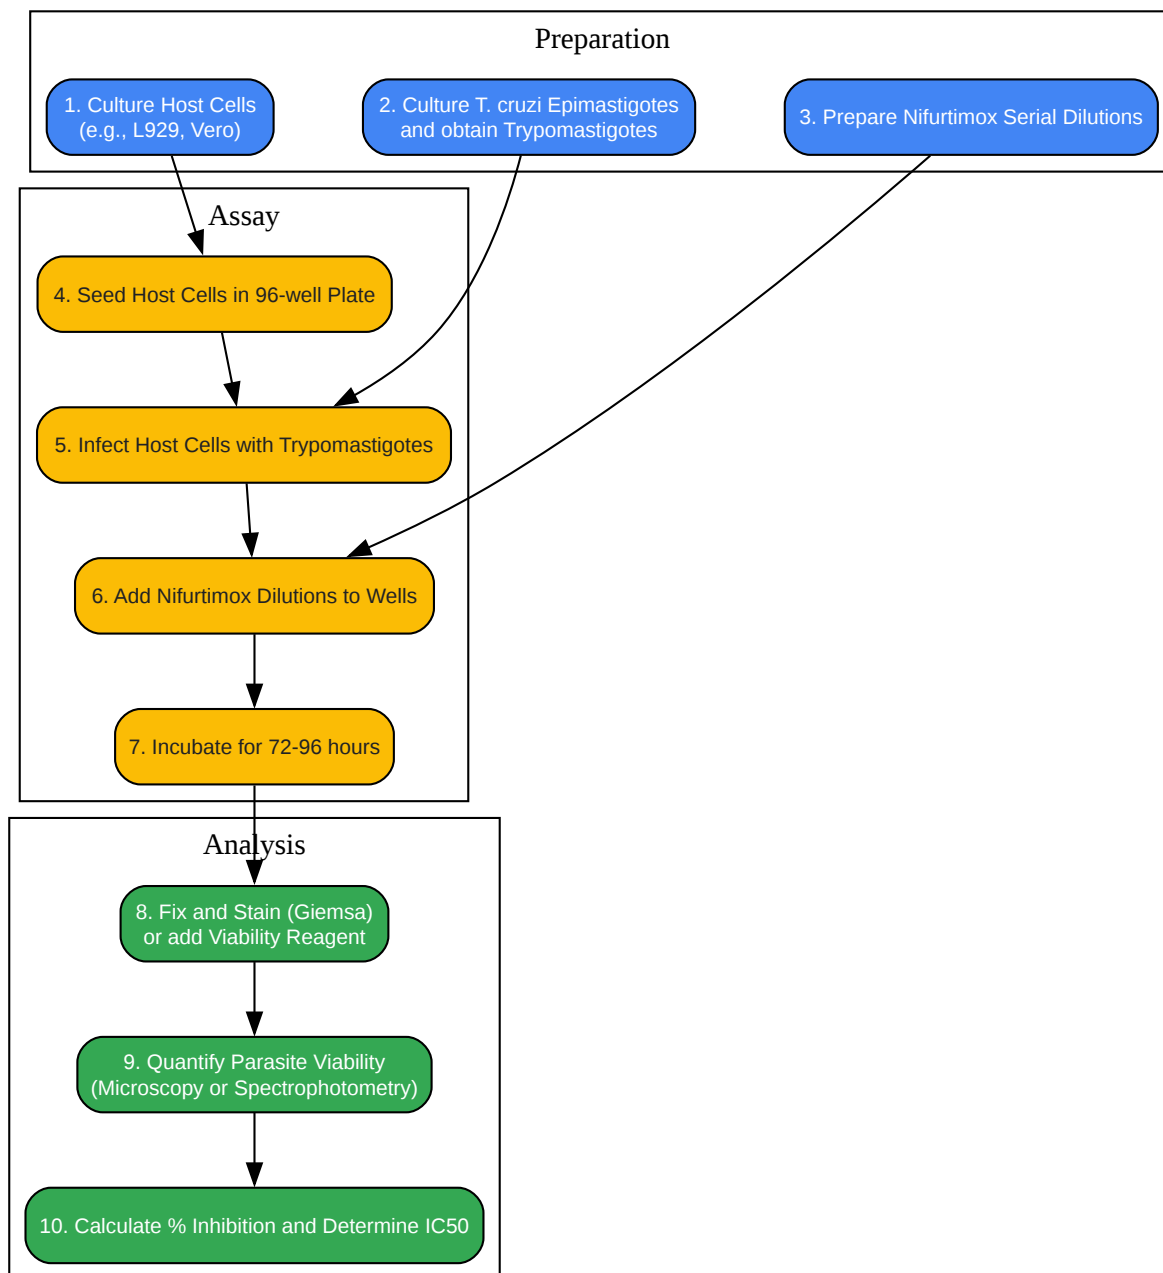 Preparation
1. Culture Host Cells
(e.g., L929, Vero)
2. Culture T. cruzi Epimastigotes
and obtain Trypomastigotes
3. Prepare Nifurtimox Serial Dilutions
Assay
4. Seed Host Cells in 96-well Plate
5. Infect Host Cells with Trypomastigotes
6. Add Nifurtimox Dilutions to Wells
7. Incubate for 72-96 hours
Analysis
8. Fix and Stain (Giemsa)
or add Viability Reagent
9. Quantify Parasite Viability
(Microscopy or Spectrophotometry)
10. Calculate % Inhibition and Determine IC50